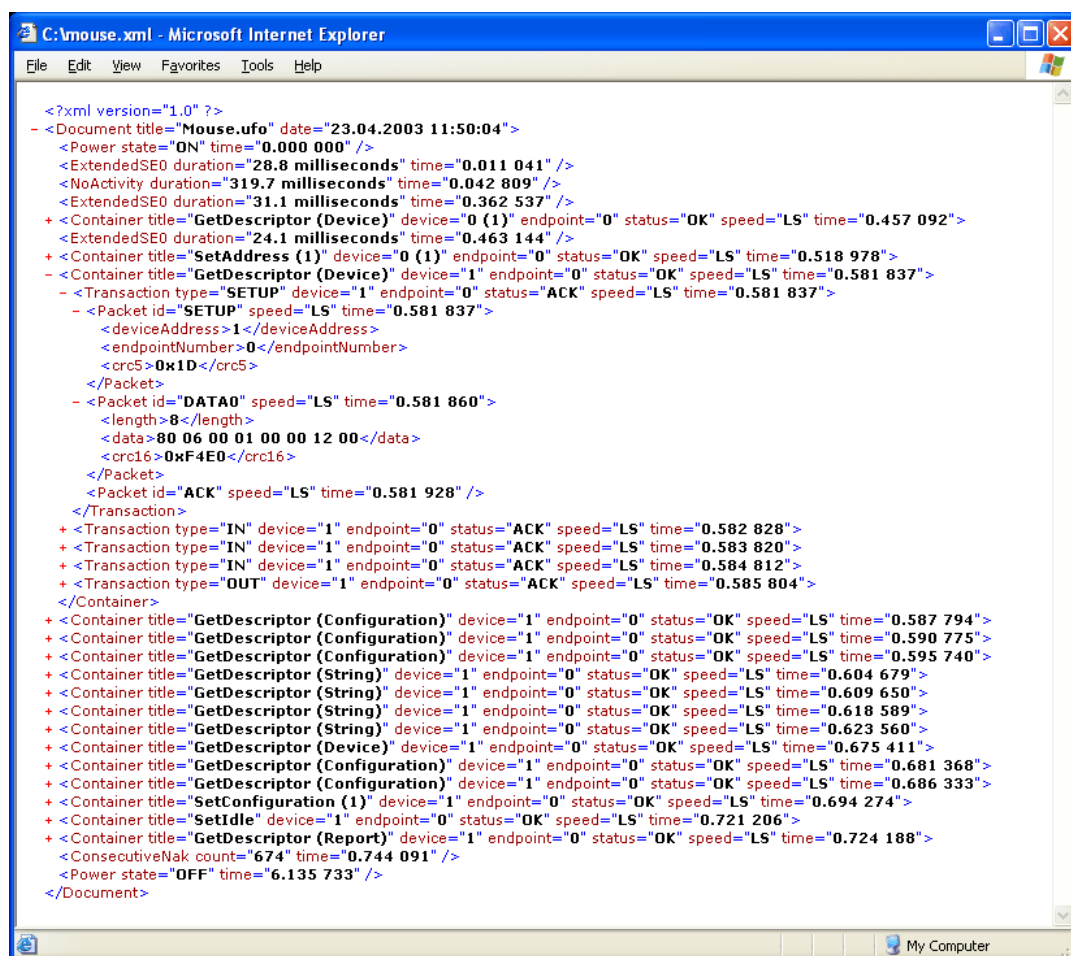 C:\mouse.xml - Microsoft Internet Explorer
File Edit View Favorites Tools Help
<?xml version="1.0" ?>
- <Document title="Mouse.ufo" date="23.04.2003 11:50:04">
<Power state="ON" time="0.000 000" />
<ExtendedSE0 duration="28.8 milliseconds" time="0.011 041" />
<NoActivity duration="319.7 milliseconds" time="0.042 809" />
<ExtendedSE0 duration="31.1 milliseconds" time="0.362 537" />
+ <Container title="GetDescriptor (Device)" device="0 (1)" endpoint="0" status="OK" speed="LS" time="0.457 092">
<ExtendedSE0 duration="24.1 milliseconds" time="0.463 144" />
+ <Container title="SetAddress (1)" device="0 (1)" endpoint="0" status="OK" speed="LS" time="0.518 978">
- <Container title="GetDescriptor (Device)" device="1" endpoint="0" status="OK" speed="LS" time="0.581 837">
- <Transaction type="SETUP" device="1" endpoint="0" status="ACK" speed="LS" time="0.581 837">
- <Packet id="SETUP" speed="LS" time="0.581 837">
<deviceAddress>1</deviceAddress>
<endpointNumber>0</endpointNumber>
<crc5>0x1D</crc5>
</Packet>
- <Packet id="DATA0" speed="LS" time="0.581 860">
<length>8</length>
<data>80 06 00 01 00 00 12 00</data>
<crc16>0xF4E0</crc16>
</Packet>
<Packet id="ACK" speed="LS" time="0.581 928" />
</Transaction>
+ <Transaction type="IN" device="1" endpoint="0" status="ACK" speed="LS" time="0.582 828">
+ <Transaction type="IN" device="1" endpoint="0" status="ACK" speed="LS" time="0.583 820">
+ <Transaction type="IN" device="1" endpoint="0" status="ACK" speed="LS" time="0.584 812">
+ <Transaction type="OUT" device="1" endpoint="0" status="ACK" speed="LS" time="0.585 804">
</Container>
+ <Container title="GetDescriptor (Configuration)" device="1" endpoint="0" status="OK" speed="LS" time="0.587 794">
+ <Container title="GetDescriptor (Configuration)" device="1" endpoint="0" status="OK" speed="LS" time="0.590 775">
+ <Container title="GetDescriptor (Configuration)" device="1" endpoint="0" status="OK" speed="LS" time="0.595 740">
+ <Container title="GetDescriptor (String)" device="1" endpoint="0" status="OK" speed="LS" time="0.604 679">
+ <Container title="GetDescriptor (String)" device="1" endpoint="0" status="OK" speed="LS" time="0.609 650">
+ <Container title="GetDescriptor (String)" device="1" endpoint="0" status="OK" speed="LS" time="0.618 589">
+ <Container title="GetDescriptor (String)" device="1" endpoint="0" status="OK" speed="LS" time="0.623 560">
+ <Container title="GetDescriptor (Device)" device="1" endpoint="0" status="OK" speed="LS" time="0.675 411">
+ <Container title="GetDescriptor (Configuration)" device="1" endpoint="0" status="OK" speed="LS" time="0.681 368">
+ <Container title="GetDescriptor (Configuration)" device="1" endpoint="0" status="OK" speed="LS" time="0.686 333">
+ <Container title="SetConfiguration (1)" device="1" endpoint="0" status="OK" speed="LS" time="0.694 274">
+ <Container title="SetIdle" device="1" endpoint="0" status="OK" speed="LS" time="0.721 206">
+ <Container title="GetDescriptor (Report)" device="1" endpoint="0" status="OK" speed="LS" time="0.724 188">
<ConsecutiveNak count="674" time="0.744 091" />
<Power state="OFF" time="6.135 733" />
</Document>
My Computer